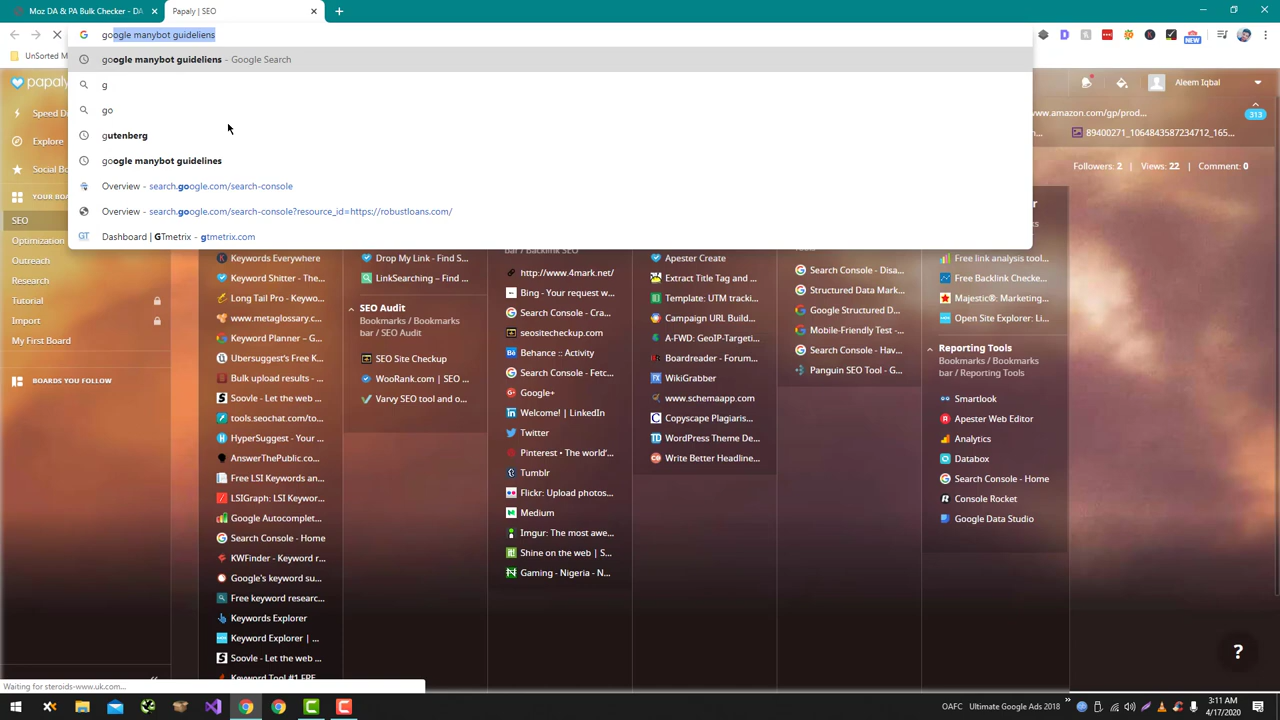 Moz DA & PA Bulk Checker - DA
Papaly | SEO
google manybot guideliens
UnSorted M
google manybot guideliens - Google Search
g
go
gutenberg
google manybot guidelines
Overview - search.google.com/search-console
Overview - search.google.com/search-console?resource_id=https://robustloans.com/
Dashboard | GTmetrix - gtmetrix.com
NEW
papaly
Aleem Iqbal
www.amazon.com/gp/prod...
313
89400271_1064843587234712_165...
Followers: 2 | Views: 22 | Comment: 0
Speed D
Explore
Social Bo
YOUR BOA
SEO
Optimization
Outreach
Research
Tutorial
Import
My First Board
BOARDS YOU FOLLOW
Keywords Everywhere
Keyword Shitter - The...
Long Tail Pro - Keywo...
www.metaglossary.c...
Keyword Planner – G...
Ubersuggest's Free K...
Bulk upload results - ...
Soovle - Let the web ...
tools.seochat.com/to...
HyperSuggest - Your ...
AnswerThePublic.co...
Free LSI Keywords an...
LSIGraph: LSI Keywor...
Google Autocomplet...
Search Console - Home
KWFinder - Keyword r...
Google's keyword su...
Free keyword researc...
Keywords Explorer
Keyword Explorer | ...
Soovle - Let the web ...
Keyword Tool #1 FRE
Drop My Link - Find S...
LinkSearching – Find ...
SEO Audit
Bookmarks / Bookmarks
bar / SEO Audit
SEO Site Checkup
WooRank.com | SEO ...
Varvy SEO tool and o...
bar / Backlink SEO
http://www.4mark.net/
Bing - Your request w...
Search Console - Cra...
seositecheckup.com
Behance :: Activity
Search Console - Fetc...
Google+
Welcome! | LinkedIn
Twitter
Pinterest • The world'...
Tumblr
Flickr: Upload photos...
Medium
Imgur: The most awe...
Shine on the web | S...
Gaming - Nigeria - N...
Apester Create
Extract Title Tag and ...
Template: UTM tracki...
Campaign URL Build...
A-FWD: GeoIP-Targeti...
Boardreader - Forum...
WikiGrabber
www.schemaapp.com
Copyscape Plagiaris...
WordPress Theme De...
Write Better Headline...
Search Console - Disa...
Structured Data Mark...
Google Structured D...
Mobile-Friendly Test -...
Search Console - Hav...
Panguin SEO Tool - G...
Free link analysis tool...
Free Backlink Checke...
Majestic®: Marketing...
Open Site Explorer: Li...
Reporting Tools
Bookmarks / Bookmarks
bar / Reporting Tools
Smartlook
Apester Web Editor
Analytics
Databox
Search Console - Home
Console Rocket
Google Data Studio
?
Waiting for steroids-www.uk.com...
OAFC
Ultimate Google Ads 2018
3:11 AM
4/17/2020